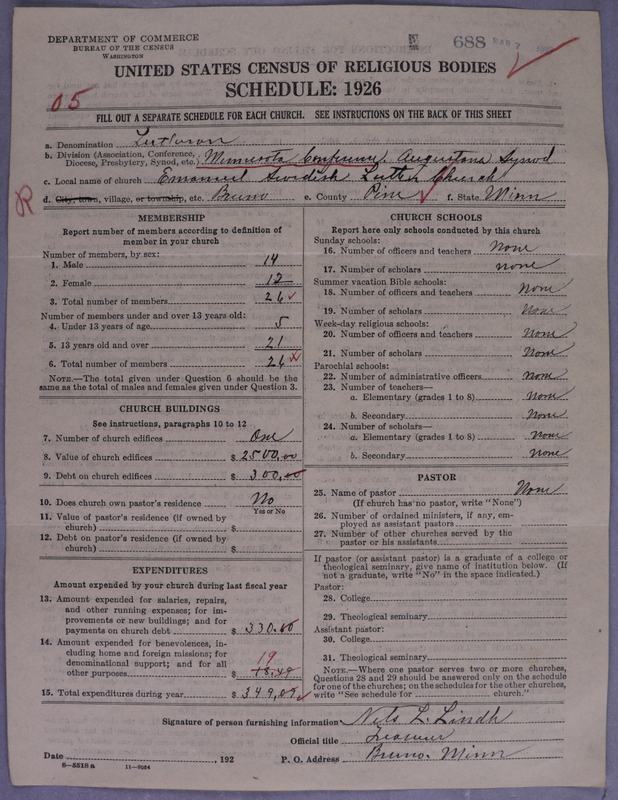 DEPARTMENT OF COMMERCE
BUREAU OF THE CENSUS
WASHINGTON
688 MAR 7
UNITED STATES CENSUS OF RELIGIOUS BODIES
SCHEDULE: 1926
05
FILL OUT A SEPARATE SCHEDULE FOR EACH CHURCH. SEE INSTRUCTIONS ON THE BACK OF THIS SHEET
a. Denomination Lutheran
b. Division (Association, Conference, Diocese, Presbytery, Synod, etc.) Minnesota Conference Augustana Synod
c. Local name of church Emanuel Swedish Luth. Church
R d. City, town, village, or township, etc. Bruno e. County Pine f. State Minn
MEMBERSHIP
Report number of members according to definition of
member in your church
Number of members, by sex:
1. Male 14
2. Female 12
3. Total number of members 26
Number of members under and over 13 years old:
4. Under 13 years of age 5
5. 13 years old and over 21
6. Total number of members 26
NOTE.—The total given under Question 6 should be the
same as the total of males and females given under Question 3.
CHURCH BUILDINGS
See instructions, paragraphs 10 to 12
7. Number of church edifices One
8. Value of church edifices $ 2500.00
9. Debt on church edifices $ 300.00
10. Does church own pastor's residence No
Yes or No
11. Value of pastor's residence (if owned by
church) $
12. Debt on pastor's residence (if owned by
church) $
EXPENDITURES
Amount expended by your church during last fiscal year
13. Amount expended for salaries, repairs,
and other running expenses; for im-
provements or new buildings; and for
payments on church debt $ 330.00
14. Amount expended for benevolences, in-
cluding home and foreign missions; for
denominational support; and for all
19
other purposes $
15. Total expenditures during year $ 349.09
CHURCH SCHOOLS
Report here only schools conducted by this church
Sunday schools:
16. Number of officers and teachers None
17. Number of scholars none
Summer vacation Bible schools:
18. Number of officers and teachers None
19. Number of scholars None
Week-day religious schools:
20. Number of officers and teachers None
21. Number of scholars None
Parochial schools:
22. Number of administrative officers None
23. Number of teachers—
a. Elementary (grades 1 to 8) None
b. Secondary None
24. Number of scholars—
a. Elementary (grades 1 to 8) None
b. Secondary none
PASTOR
25. Name of pastor None
(If church has no pastor, write "None")
26. Number of ordained ministers, if any, em-
ployed as assistant pastors
27. Number of other churches served by the
pastor or his assistants
If pastor (or assistant pastor) is a graduate of a college or
theological seminary, give name of institution below. (If
not a graduate, write "No" in the space indicated.)
Pastor:
28. College
29. Theological seminary
Assistant pastor:
30. College
31. Theological seminary
NOTE.—Where one pastor serves two or more churches,
Questions 28 and 29 should be answered only on the schedule
for one of the churches; on the schedules for the other churches,
write "See schedule for church."
Signature of person furnishing information Nels L. Lindh
Official title
Date , 192 P. O. Address Bruno. Minn
8—5518 a 11—9054